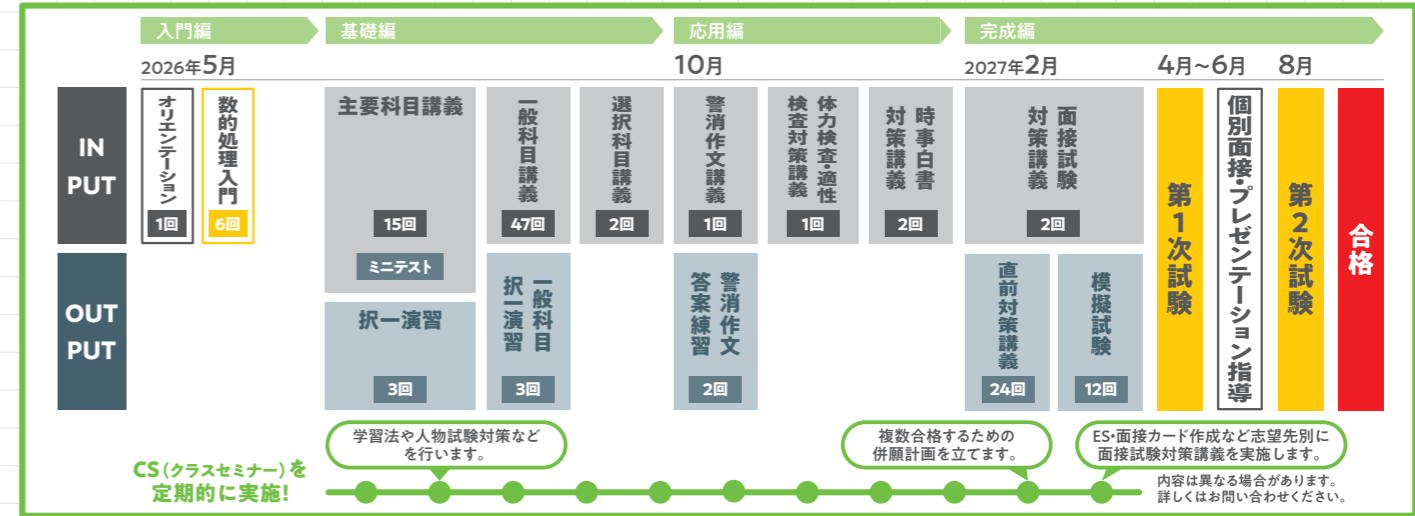 入門編
基礎編
応用編
完成編
2026年5月
10月
2027年2月
4月~6月
8月
IN
PUT
オリエンテーション
1回
数的処理入門
6回
主要科目講義
15回
ミニテスト
一般科目講義
47回
選択科目講義
2回
警消作文講義
1回
体力検査・適性
検査対策講義
1回
時事白書
対策講義
2回
面接試験
対策講義
2回
OUT
PUT
択一演習
3回
一般科目
択一演習
3回
警消作文
答案練習
2回
直前対策講義
24回
模擬試験
12回
第1次試験
個別面接・プレゼンテーション指導
第2次試験
合格
CS(クラスセミナー)を
定期的に実施!
学習法や人物試験対策など
を行います。
複数合格するための
併願計画を立てます。
ES・面接カード作成など志望先別に
面接試験対策講義を実施します。
内容は異なる場合があります。
詳しくはお問い合わせください。